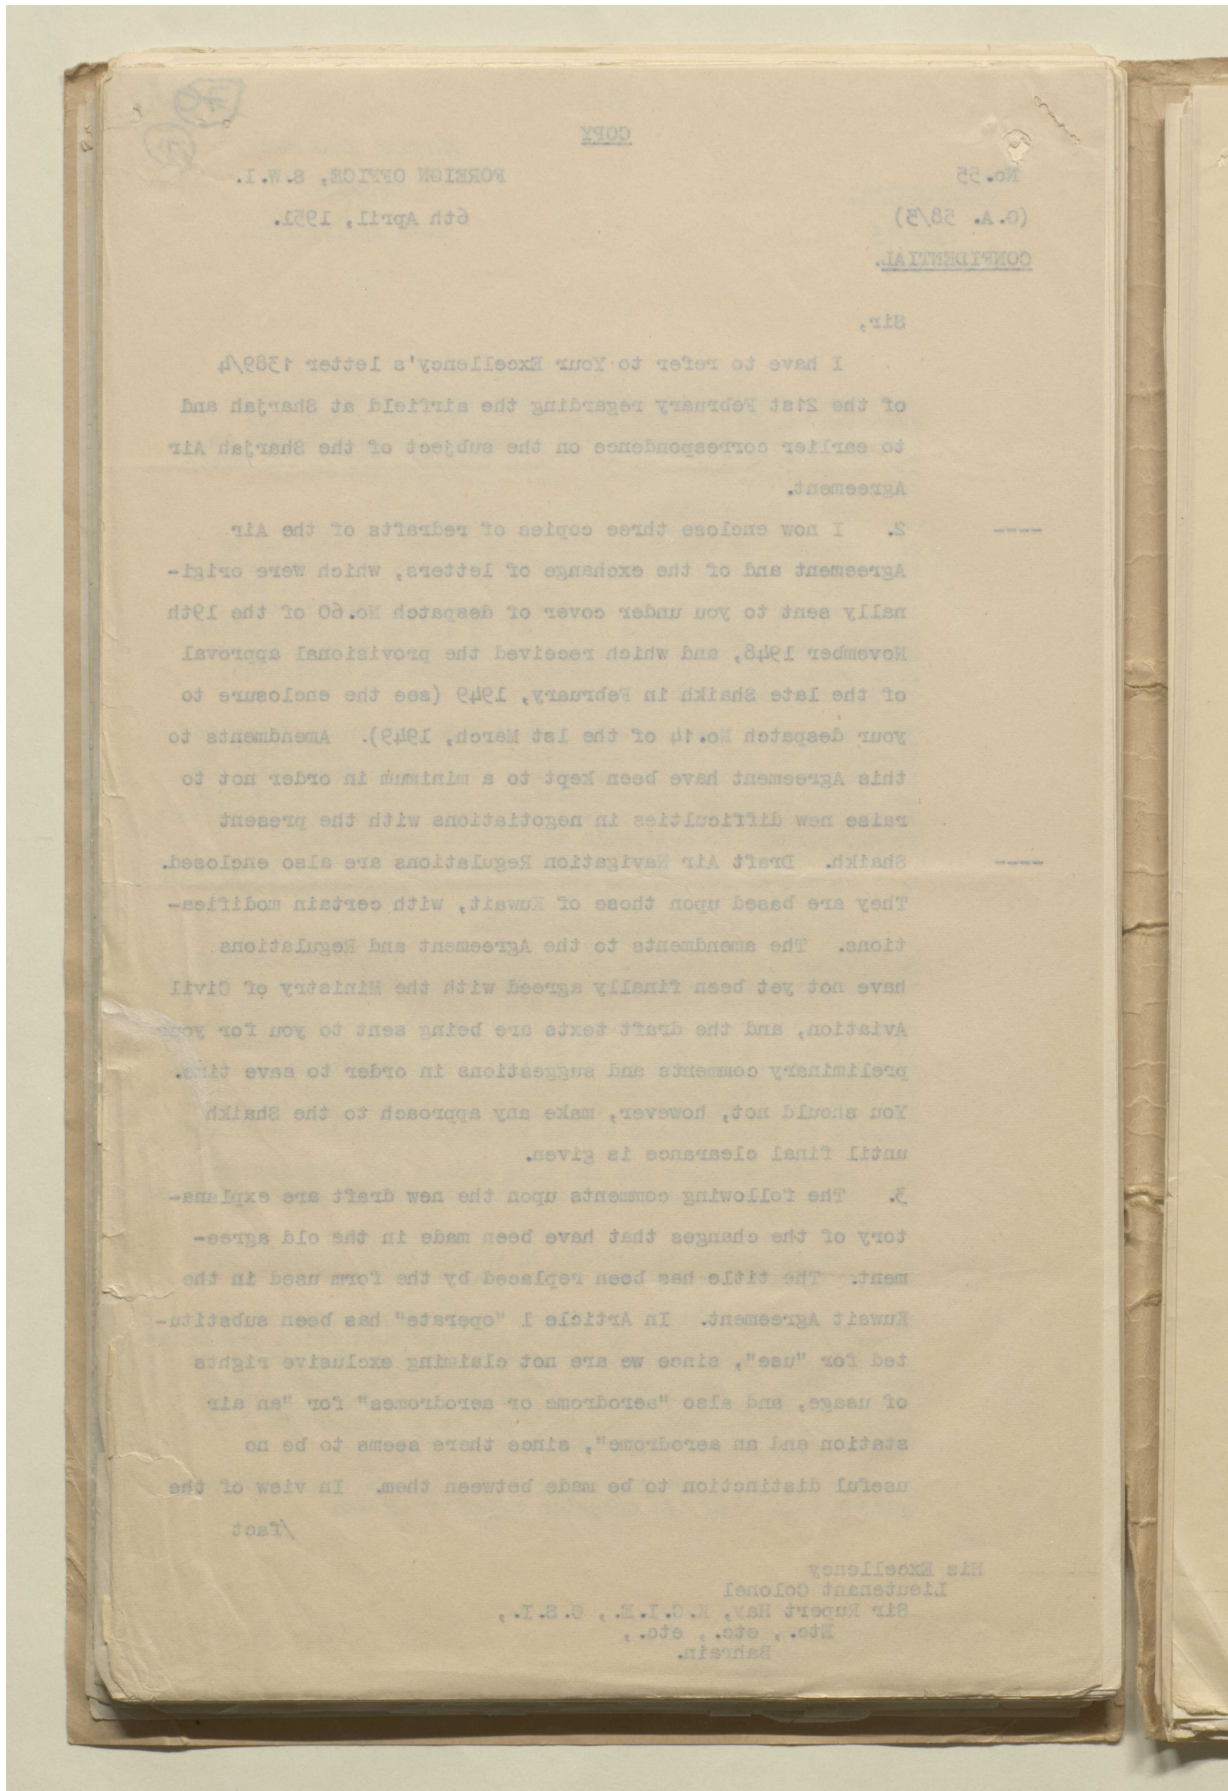 COPY
No.55
FOREIGN OFFICE, S.W.1.
(G.A. 58/3)
6th April, 1951.
CONFIDENTIAL.
Sir,
I have to refer to Your Excellency's letter 1389/4
of the 21st February regarding the airfield at Sharjah and
to earlier correspondence on the subject of the Sharjah Air
Agreement.
---- 2. I now enclose three copies of redrafts of the Air
Agreement and of the exchange of letters, which were origi-
nally sent to you under cover of despatch No.60 of the 19th
November 1948, and which received the provisional approval
of the late Shaikh in February, 1949 (see the enclosure to
your despatch No.14 of the 1st March, 1949). Amendments to
this Agreement have been kept to a minimum in order not to
raise new difficulties in negotiations with the present
---- Shaikh. Draft Air Navigation Regulations are also enclosed.
They are based upon those of Kuwait, with certain modifica-
tions. The amendments to the Agreement and Regulations
have not yet been finally agreed with the Ministry of Civil
Aviation, and the draft texts are being sent to you for your
preliminary comments and suggestions in order to save time.
You should not, however, make any approach to the Shaikh
until final clearance is given.
3. The following comments upon the new draft are explana-
tory of the changes that have been made in the old agree-
ment. The title has been replaced by the form used in the
Kuwait Agreement. In Article 1 "operate" has been substitu-
ted for "use", since we are not claiming exclusive rights
of usage, and also "aerodrome or aerodromes" for "an air
station and an aerodrome", since there seems to be no
useful distinction to be made between them. In view of the
/fact
His Excellency
Lieutenant Colonel
Sir Rupert Hay, K.C.I.E., C.S.I.,
Etc., etc., etc.,
Bahrain.